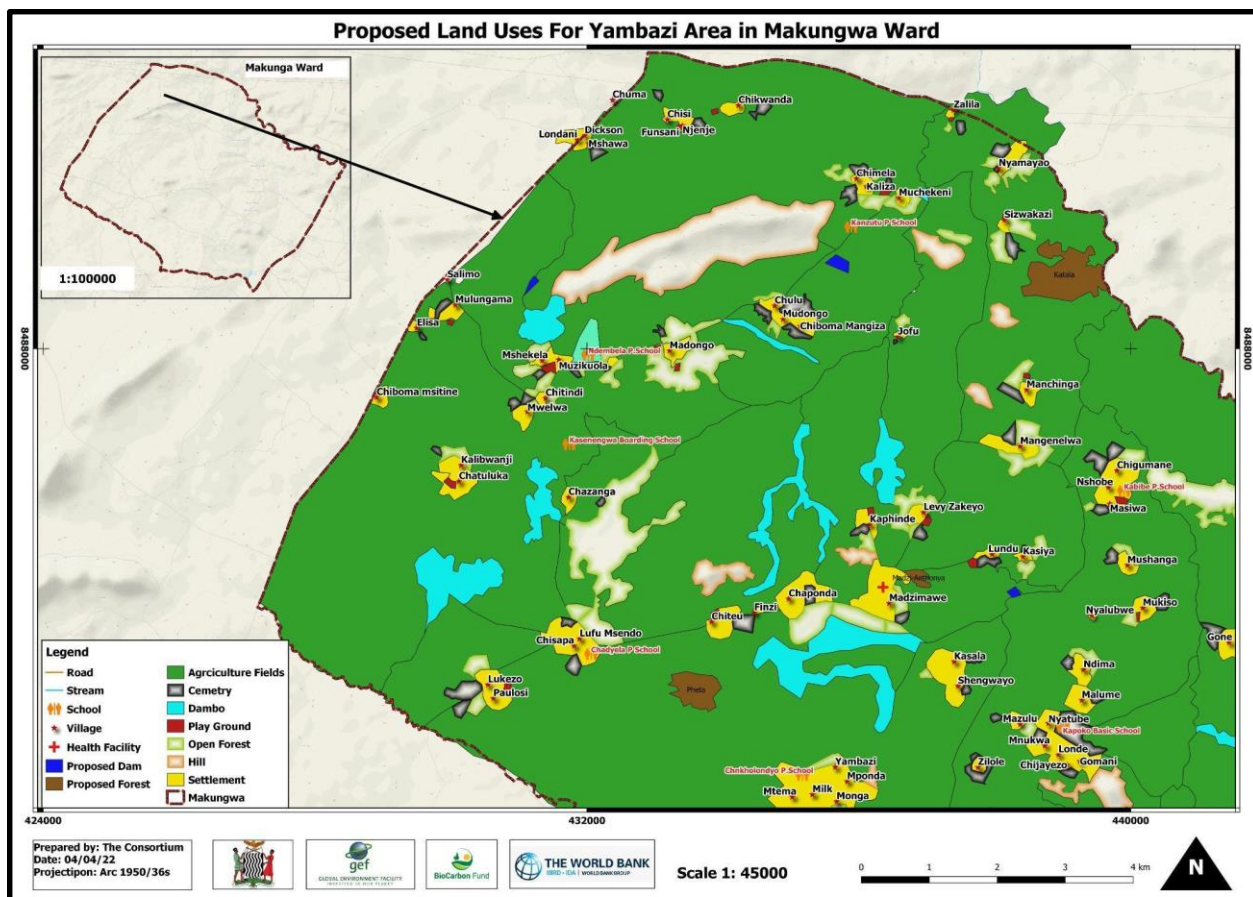 Proposed Land Uses For Yambazi Area in Makungwa Ward
Makunga Ward
1:100000
Chuma
Chikwanda
Chisi
Funsani
Njenje
Londani
Dickson
Mshawa
Zalila
Nyamayao
Chimela
Kaliza
Muchekeni
Kanzutu P School
Sizwakazi
Katola
Salimo
Mulungama
Elisa
Chulu
Mudongo
Chiboma Mangiza
Jofu
8488000
8488000
Ndembela P.School
Mshekela
Muzikuola
Madongo
Chiboma msitine
Chitindi
Mwelwa
Manchinga
Kasenengwa Boarding School
Mangenelwa
Kalibwanji
Chatuluka
Chazanga
Chigumane
Nshobe
Kabibe P.School
Masiwa
Levy Zakeyo
Kaphinde
Lundu
Kasiya
Mushanga
Madzimawe
Chaponda
Finzi
Chiteu
Nyalubwe
Mukiso
Gone
Lufu Msendo
Chisapa
Chadyela P School
Kasala
Shengwayo
Ndima
Malume
Lukezo
Paulosi
Pheta
Mazulu
Nyatube
Kapoko Basic School
Mnukwa
Londe
Chijayezo
Gomani
Zilole
Yambazi
Chnkholondyo P.School
Mponda
Mtema
Milk
Monga
Legend
Road
Stream
School
Village
Health Facility
Proposed Dam
Proposed Forest
Agrciculture Fields
Cemetry
Dambo
Play Ground
Open Forest
Hill
Settlement
Makungwa
424000
432000
440000
Prepared by: The Consortium
Date: 04/04/22
Projectipon: Arc 1950/36s
gef
GLOBAL ENVIRONMENT FACILITY
INVESTING IN OUR PLANET
BioCarbon Fund
THE WORLD BANK
IBRD • IDA | WORLD BANK GROUP
Scale 1: 45000
0 1 2 3 4 km
N